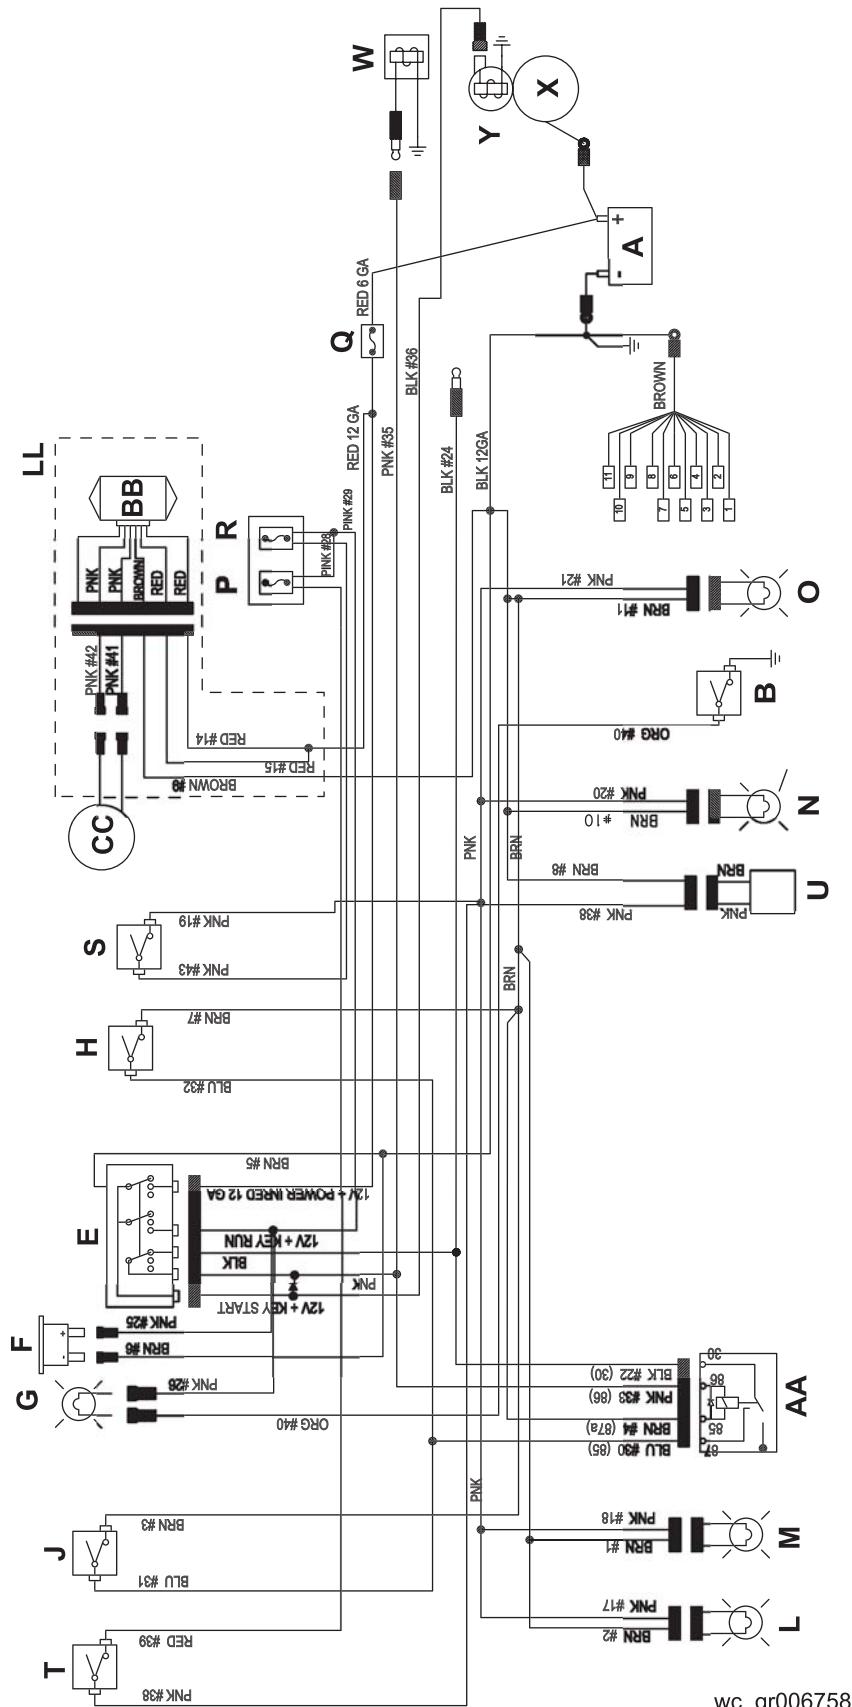 W
Y
X
A
+
-
Q
RED 6 GA
BLK #36
RED 12 GA
PNK #35
BLK #24
BLK 12GA
BROWN
11
9
8
6
4
2
10
7
5
3
1
LL
BB
PNK
PNK
BROWN
RED
RED
PNK #42
PNK #41
RED #14
RED #15
BROWN #9
CC
R
P
PINK #29
PINK #28
PNK #21
BRN #11
O
ORG #40
B
PNK #20
BRN #10
N
PNK
BRN
BRN #8
PNK #38
BRN
PNK
U
S
PNK #19
PNK #43
H
BRN #7
BLU #32
BRN
E
BRN #5
12V + POWER INRED 12 GA
12V + KEY RUN
BLK
PNK
12V + KEY START
F
+
-
PNK #25
BRN #6
G
PNK #26
ORG #40
BLK #22 (30)
PNK #33 (86)
BRN #4 (87a)
BLU #30 (85)
30
86
85
87
AA
J
BRN #3
BLU #31
PNK
PNK #18
BRN #1
M
T
RED #39
PNK #38
PNK #17
BRN #2
L
wc_gr006758